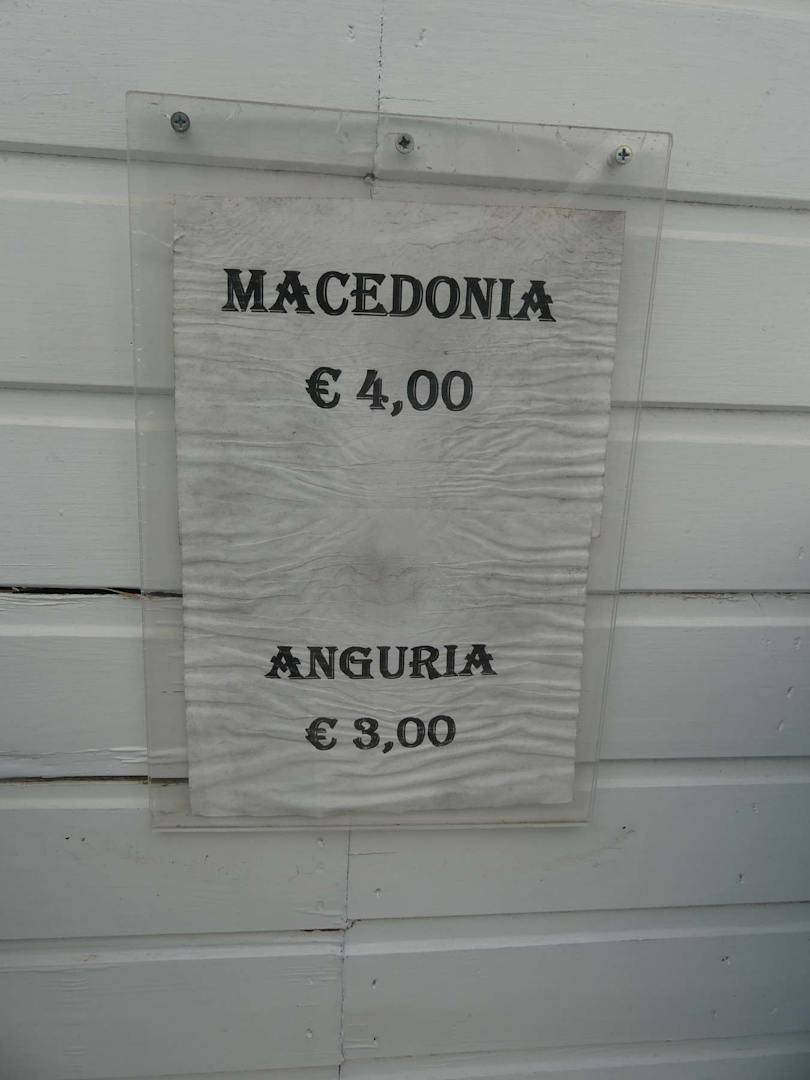 MACEDONIA
€ 4,00
ANGURIA
€ 3,00